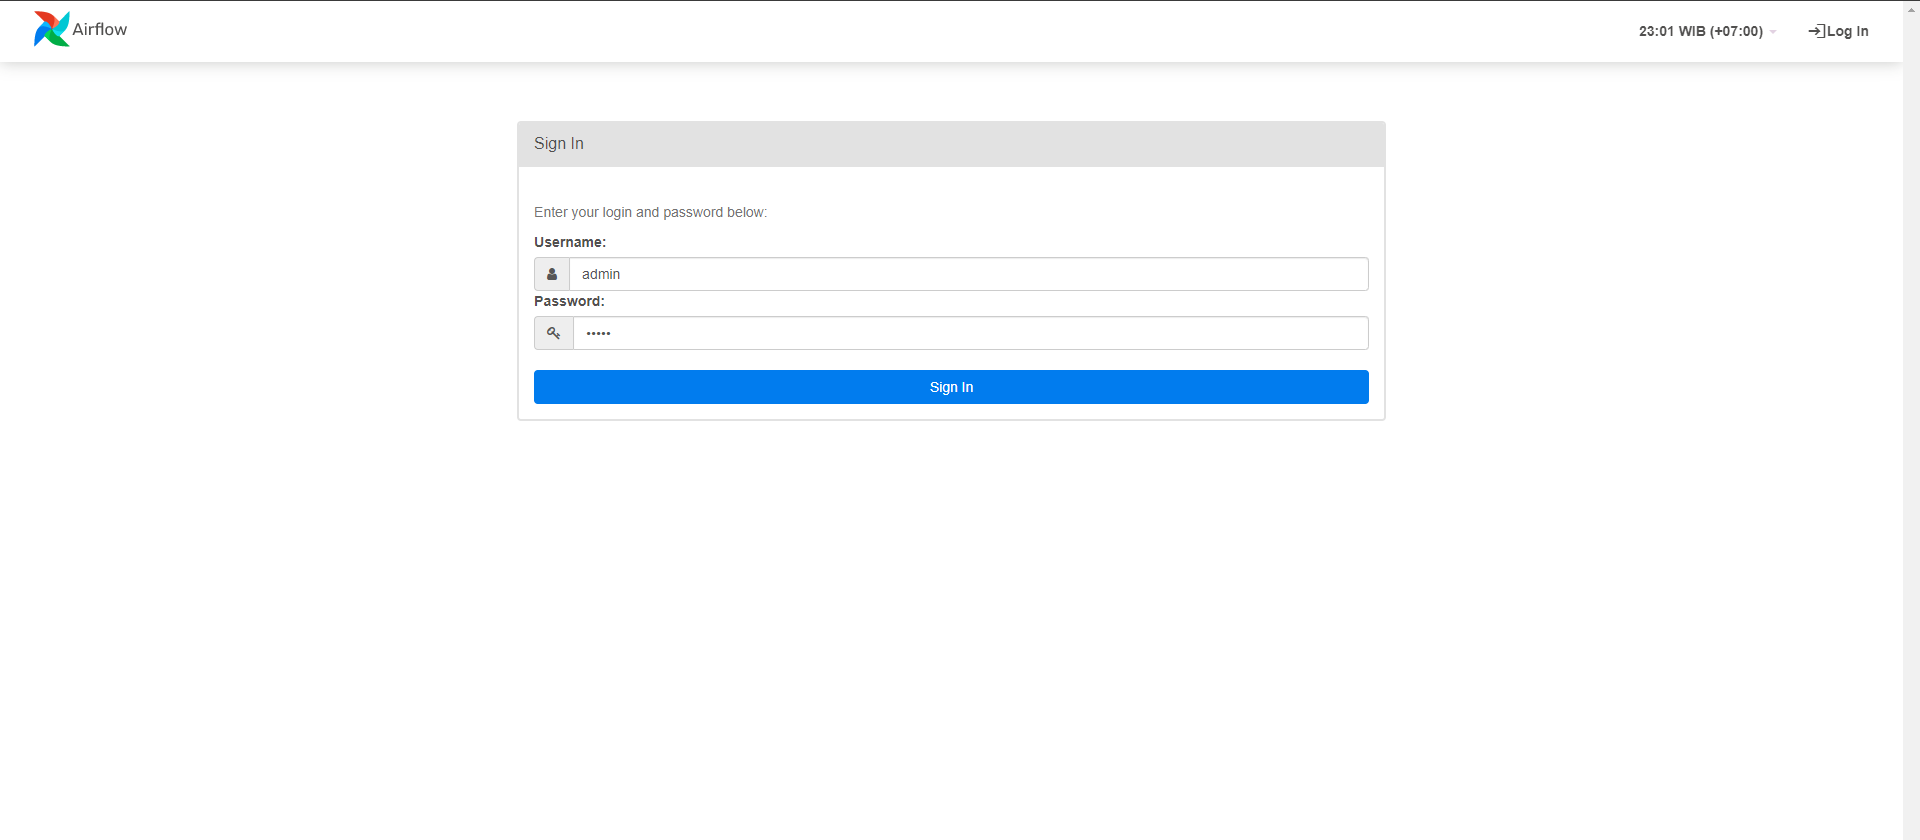 Airflow
23:01 WIB (+07:00)
Log In
Sign In
Enter your login and password below:
Username:
admin
Password:
•••••
Sign In